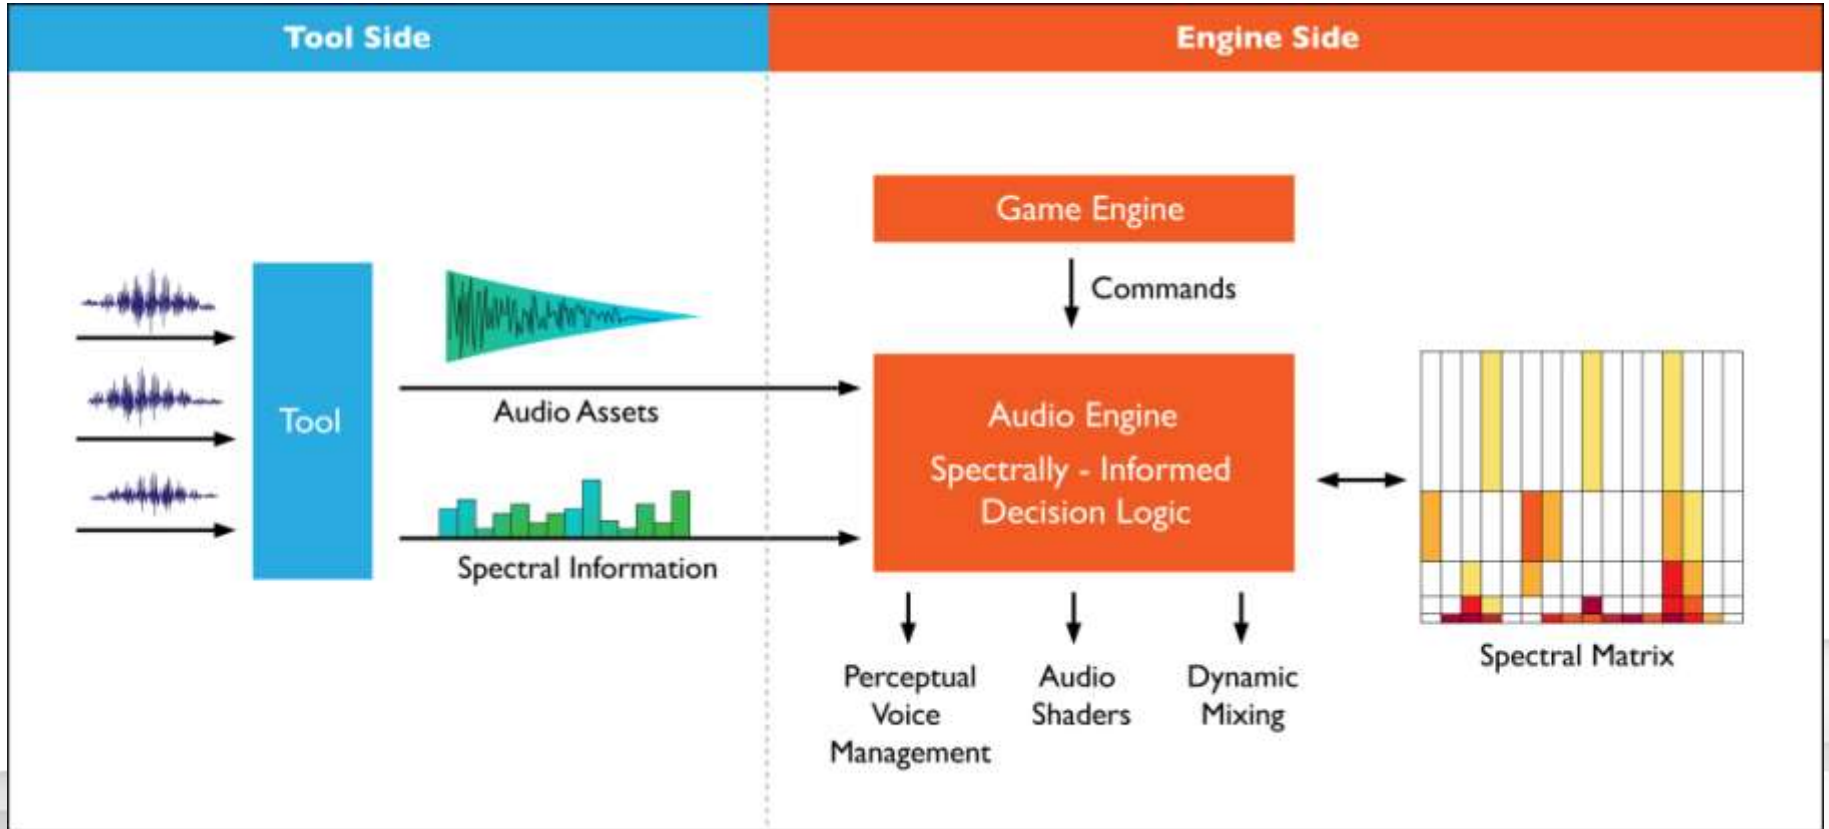 Tool Side
Engine Side
Game Engine
Commands
Tool
Audio Assets
Spectral Information
Audio Engine
Spectrally - Informed
Decision Logic
Spectral Matrix
Perceptual
Voice
Management
Audio
Shaders
Dynamic
Mixing